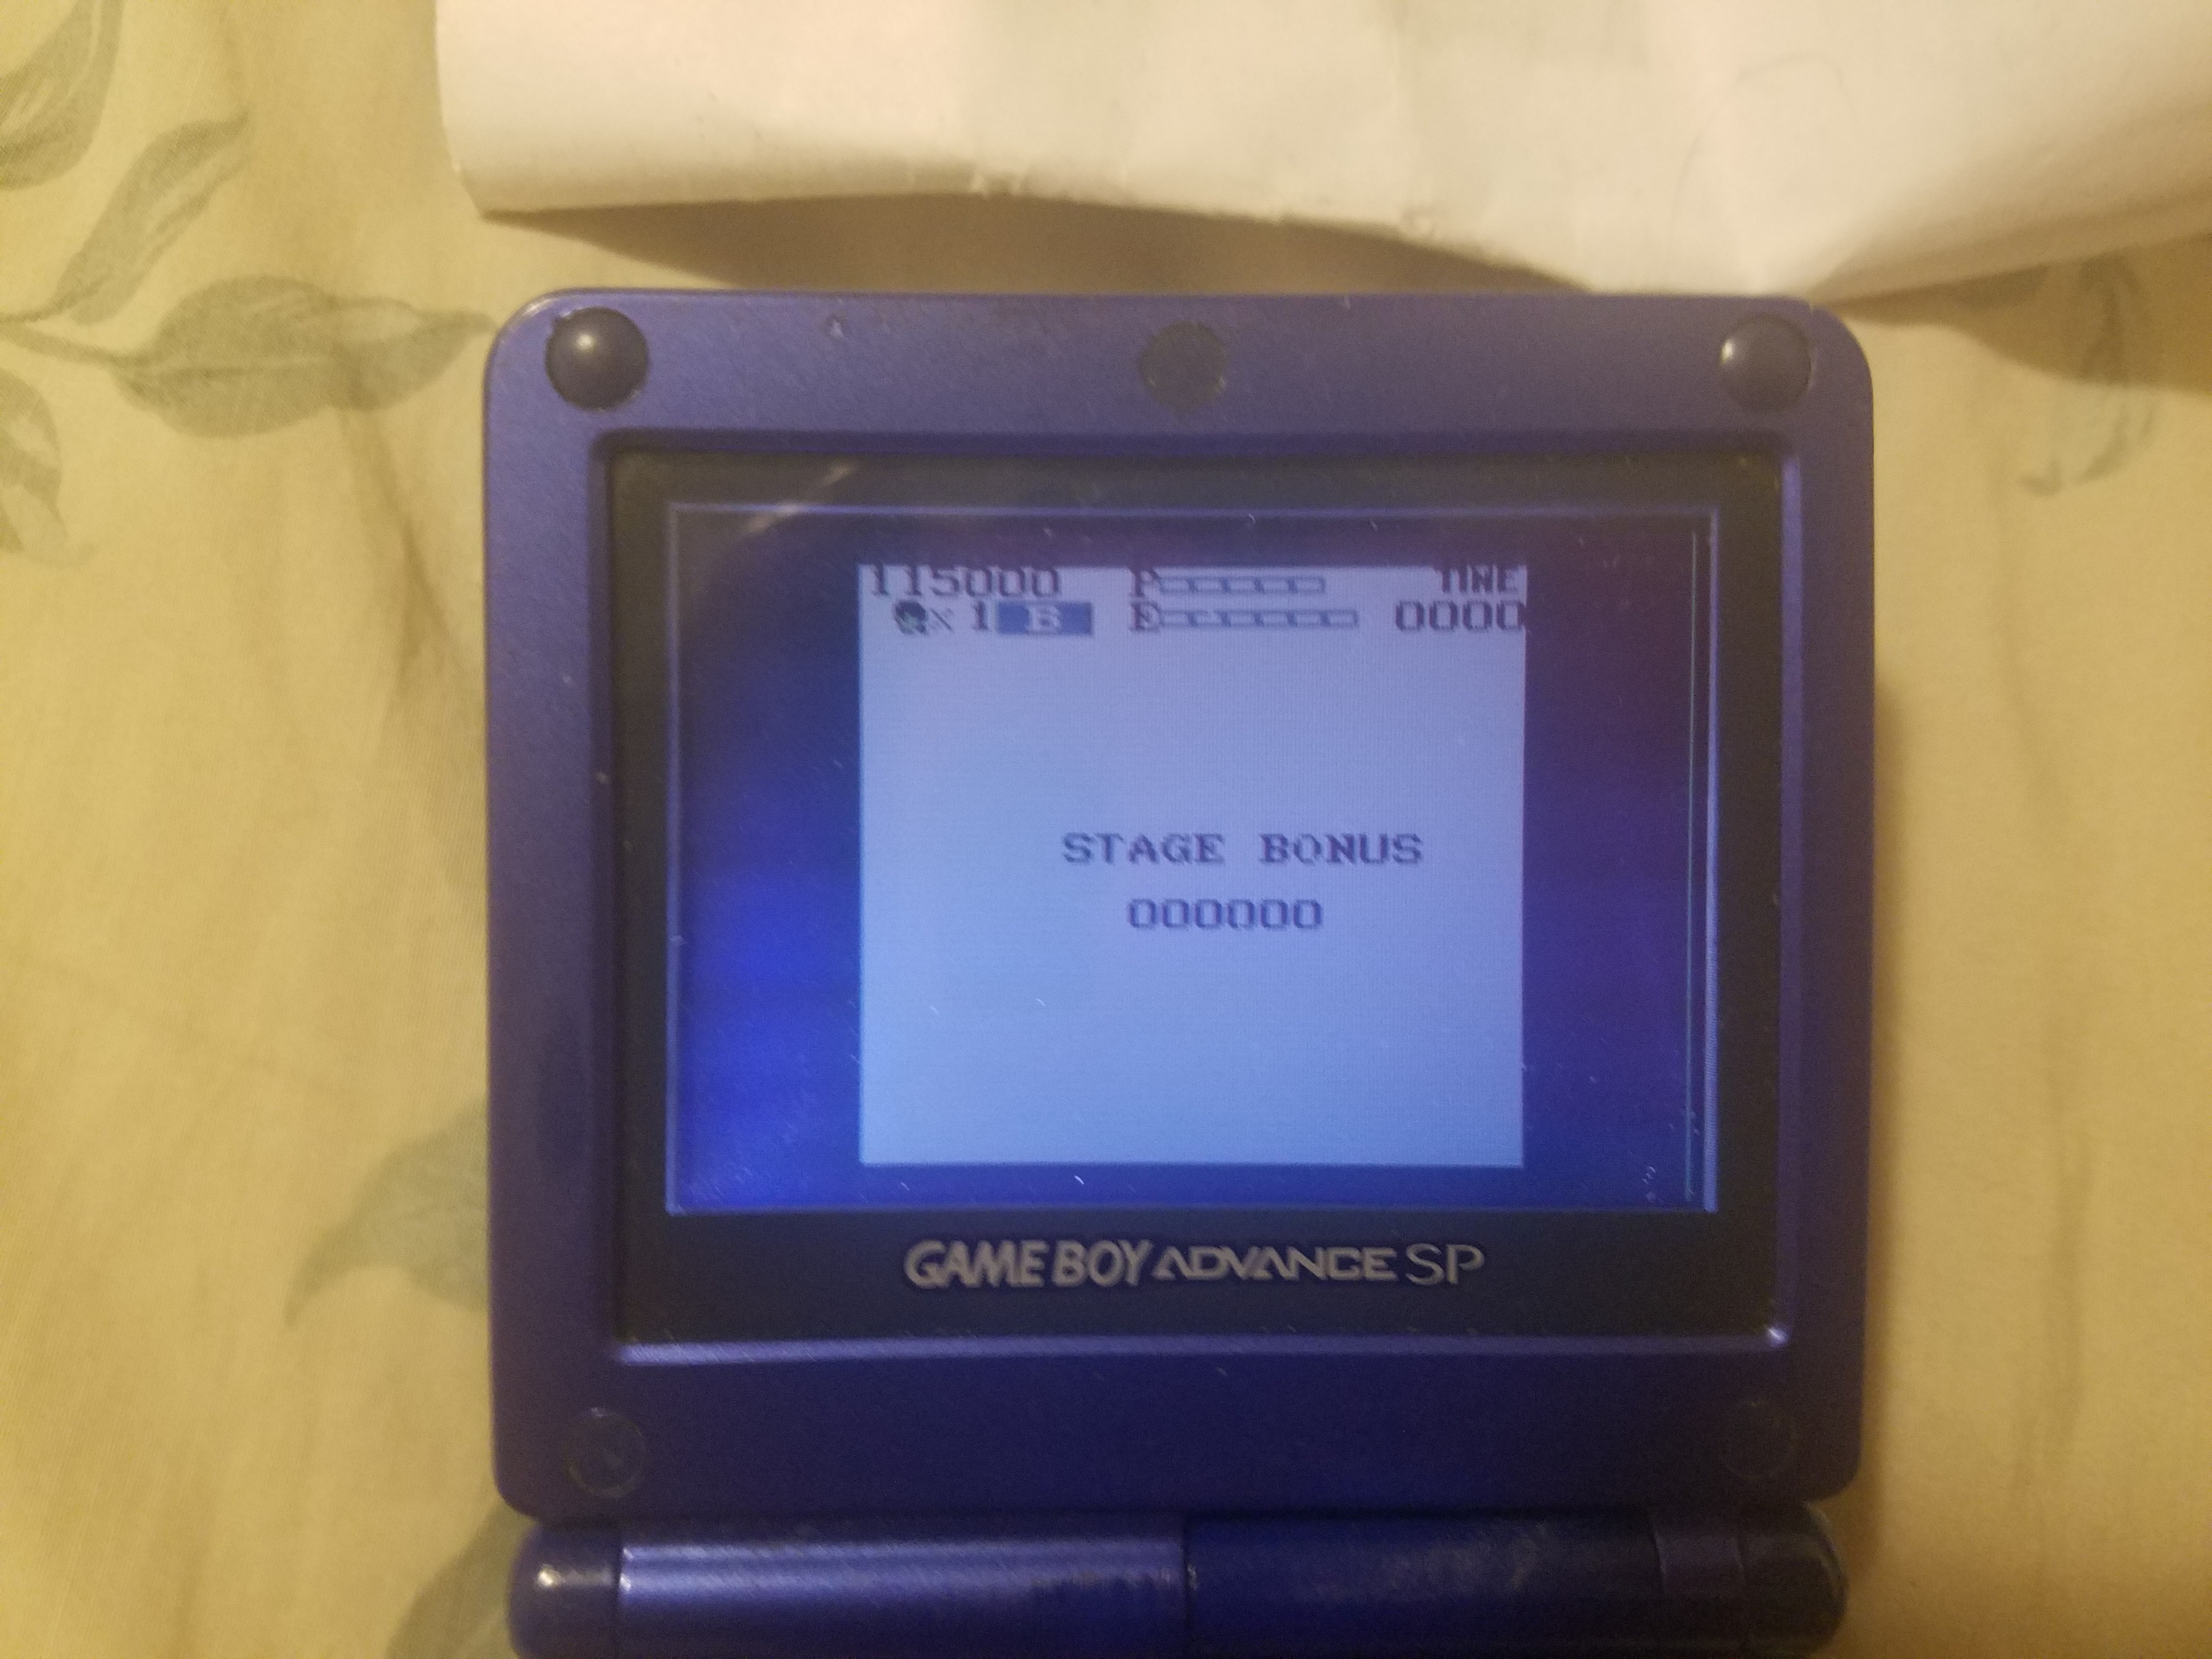 115000 P TIME
x 1 B E 0000
STAGE BONUS
000000
GAME BOY ADVANCE SP